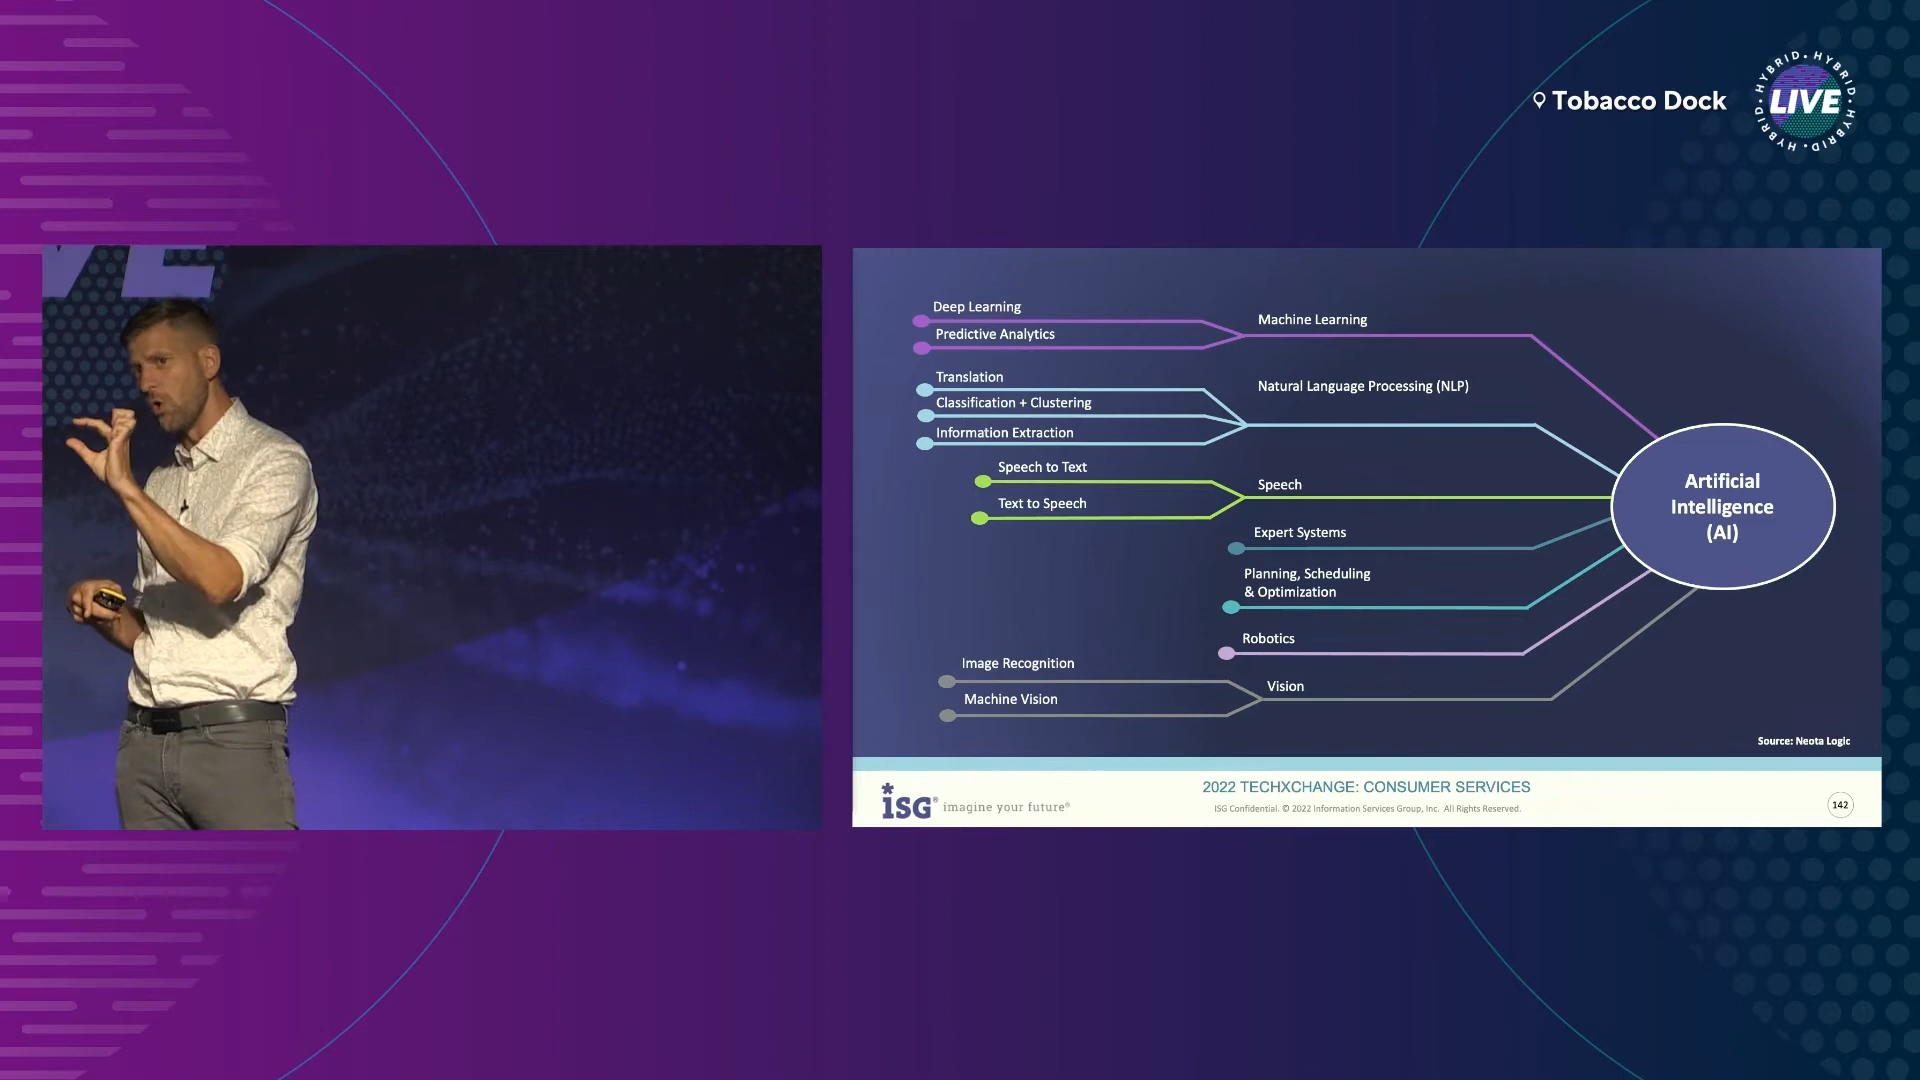 Tobacco Dock
HYBRID • HYBRID • HYBRID • HYBRID •
LIVE
VE
Deep Learning
Predictive Analytics
Machine Learning
Translation
Classification + Clustering
Information Extraction
Natural Language Processing (NLP)
Speech to Text
Text to Speech
Speech
Expert Systems
Planning, Scheduling
& Optimization
Robotics
Image Recognition
Machine Vision
Vision
Artificial
Intelligence
(AI)
Source: Neota Logic
ISG® imagine your future®
2022 TECHXCHANGE: CONSUMER SERVICES
ISG Confidential. © 2022 Information Services Group, Inc. All Rights Reserved.
142